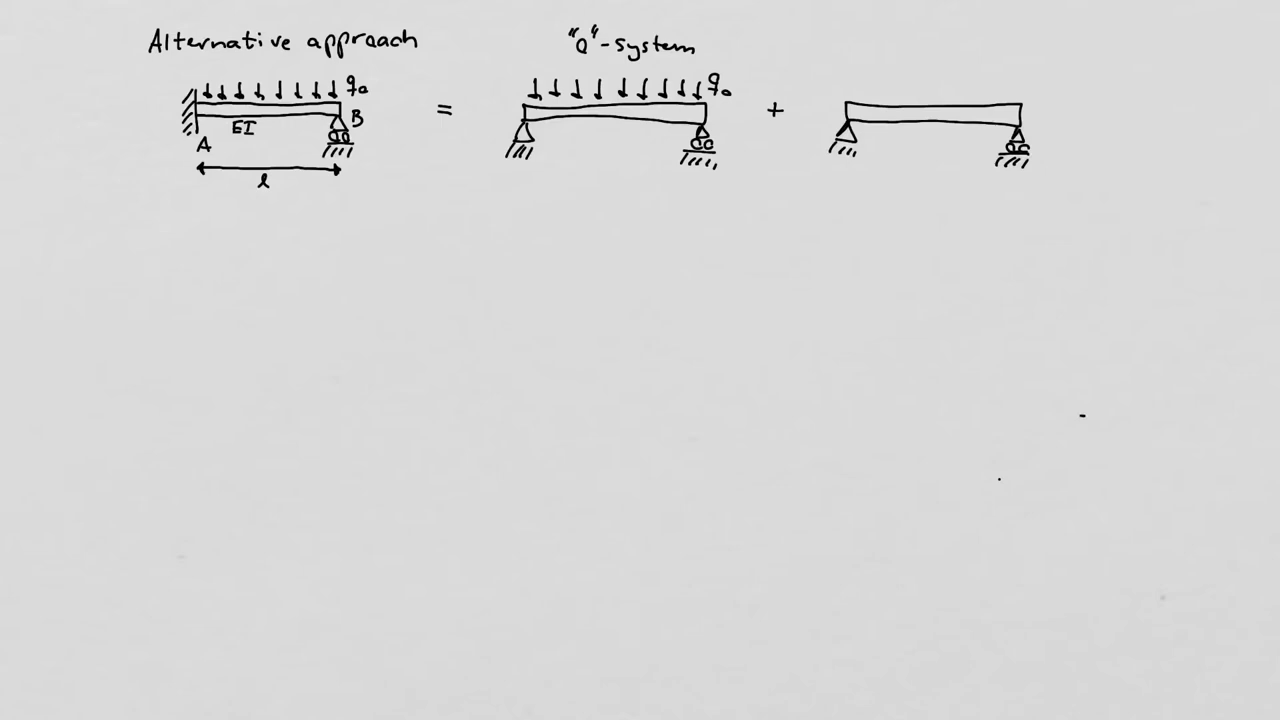 Alternative approach
"0"-system
q₀
=
q₀
+
EI
B
A
l